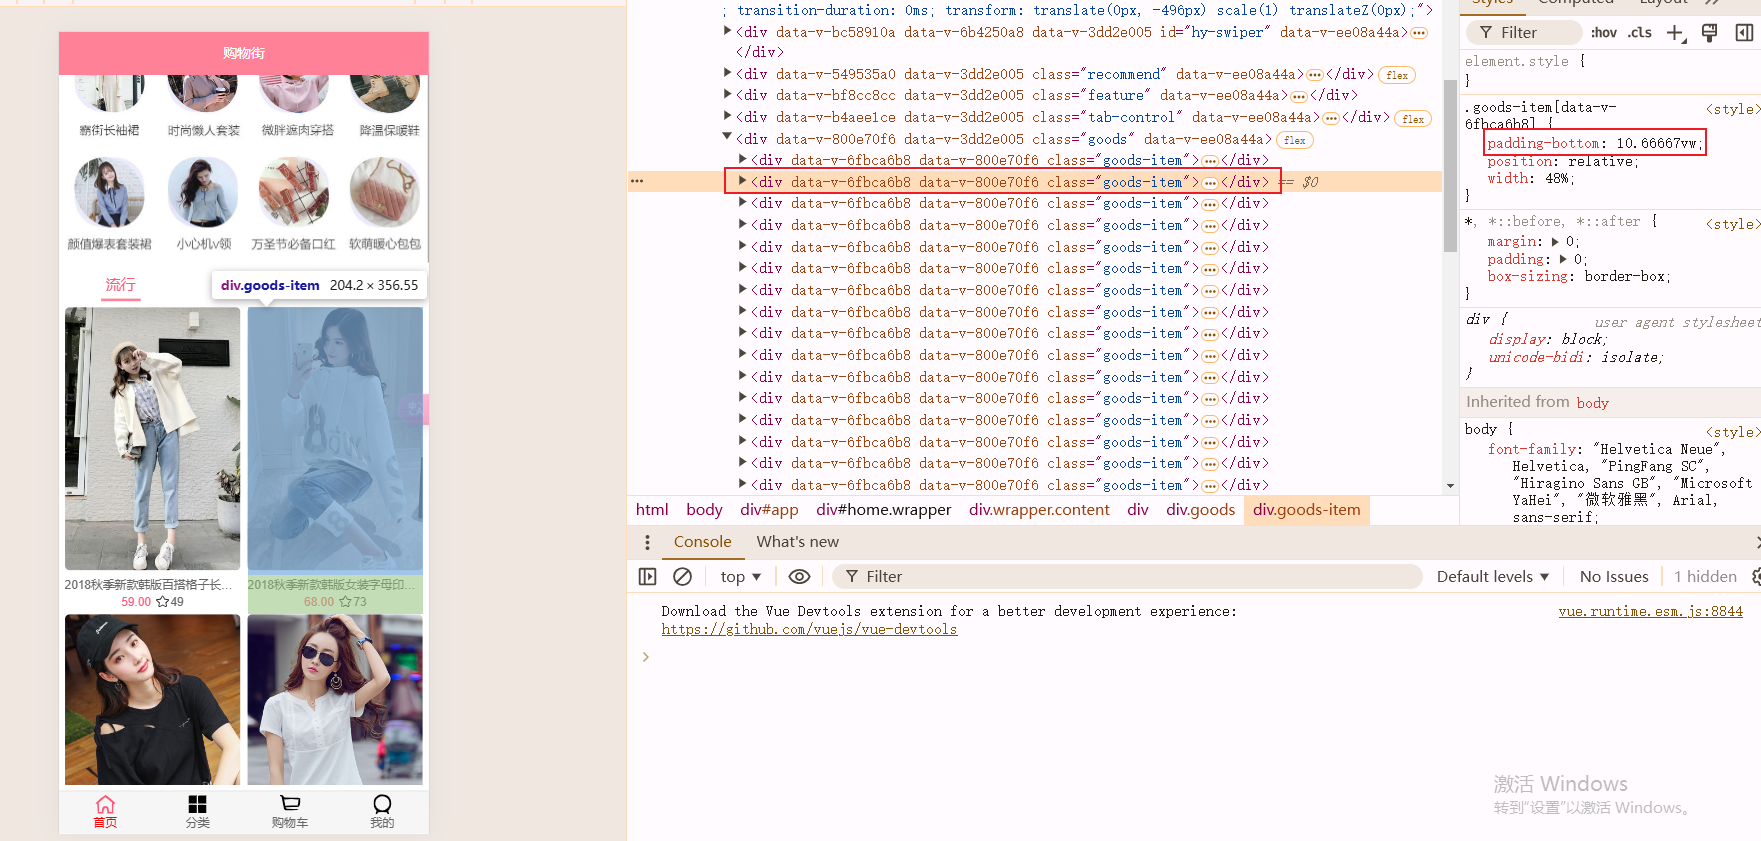 购物街
霸街长袖裙
时尚懒人套装
微胖遮肉穿搭
降温保暖鞋
颜值爆表套装裙
小心机v领
万圣节必备口红
软萌暖心包包
流行
div.goods-item 204.2 × 356.55
2018秋季新款韩版百搭格子长...
59.00 49
2018秋季新款韩版女装字母印...
68.00 73
首页
分类
购物车
我的
; transition-duration: 0ms; transform: translate(0px, -496px) scale(1) translateZ(0px);">
<div data-v-bc58910a data-v-6b4250a8 data-v-3dd2e005 id="hy-swiper" data-v-ee08a44a>…
</div>
<div data-v-549535a0 data-v-3dd2e005 class="recommend" data-v-ee08a44a>…</div> flex
<div data-v-bf8cc8cc data-v-3dd2e005 class="feature" data-v-ee08a44a>…</div>
<div data-v-b4aee1ce data-v-3dd2e005 class="tab-control" data-v-ee08a44a>…</div> flex
<div data-v-800e70f6 data-v-3dd2e005 class="goods" data-v-ee08a44a> flex
<div data-v-6fbca6b8 data-v-800e70f6 class="goods-item">…</div>
<div data-v-6fbca6b8 data-v-800e70f6 class="goods-item">…</div> == $0
<div data-v-6fbca6b8 data-v-800e70f6 class="goods-item">…</div>
<div data-v-6fbca6b8 data-v-800e70f6 class="goods-item">…</div>
<div data-v-6fbca6b8 data-v-800e70f6 class="goods-item">…</div>
<div data-v-6fbca6b8 data-v-800e70f6 class="goods-item">…</div>
<div data-v-6fbca6b8 data-v-800e70f6 class="goods-item">…</div>
<div data-v-6fbca6b8 data-v-800e70f6 class="goods-item">…</div>
<div data-v-6fbca6b8 data-v-800e70f6 class="goods-item">…</div>
<div data-v-6fbca6b8 data-v-800e70f6 class="goods-item">…</div>
<div data-v-6fbca6b8 data-v-800e70f6 class="goods-item">…</div>
<div data-v-6fbca6b8 data-v-800e70f6 class="goods-item">…</div>
<div data-v-6fbca6b8 data-v-800e70f6 class="goods-item">…</div>
<div data-v-6fbca6b8 data-v-800e70f6 class="goods-item">…</div>
<div data-v-6fbca6b8 data-v-800e70f6 class="goods-item">…</div>
<div data-v-6fbca6b8 data-v-800e70f6 class="goods-item">…</div>
html body div#app div#home.wrapper div.wrapper.content div div.goods div.goods-item
Styles Computed Layout
Filter :hov .cls
element.style {
}
.goods-item[data-v- <style>
6fbca6b8] {
padding-bottom: 10.66667vw;
position: relative;
width: 48%;
}
*, *::before, *::after { <style>
margin: 0;
padding: 0;
box-sizing: border-box;
}
div { user agent stylesheet
display: block;
unicode-bidi: isolate;
}
Inherited from body
body { <style>
font-family: "Helvetica Neue",
Helvetica, "PingFang SC",
"Hiragino Sans GB", "Microsoft
YaHei", "微软雅黑", Arial,
sans-serif;
Console What's new
top Filter Default levels No Issues 1 hidden
Download the Vue Devtools extension for a better development experience: vue.runtime.esm.js:8844
https://github.com/vuejs/vue-devtools
激活 Windows
转到"设置"以激活 Windows。